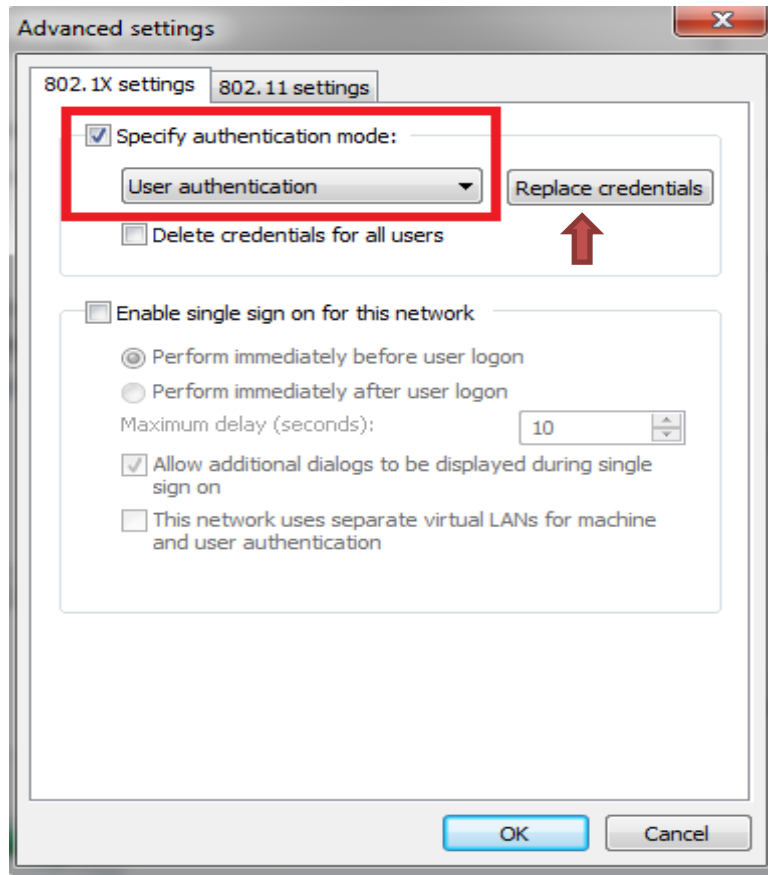 Advanced settings
802.1X settings
802.11 settings
Specify authentication mode:
User authentication
Replace credentials
Delete credentials for all users
Enable single sign on for this network
Perform immediately before user logon
Perform immediately after user logon
Maximum delay (seconds):
10
Allow additional dialogs to be displayed during single
sign on
This network uses separate virtual LANs for machine
and user authentication
OK
Cancel